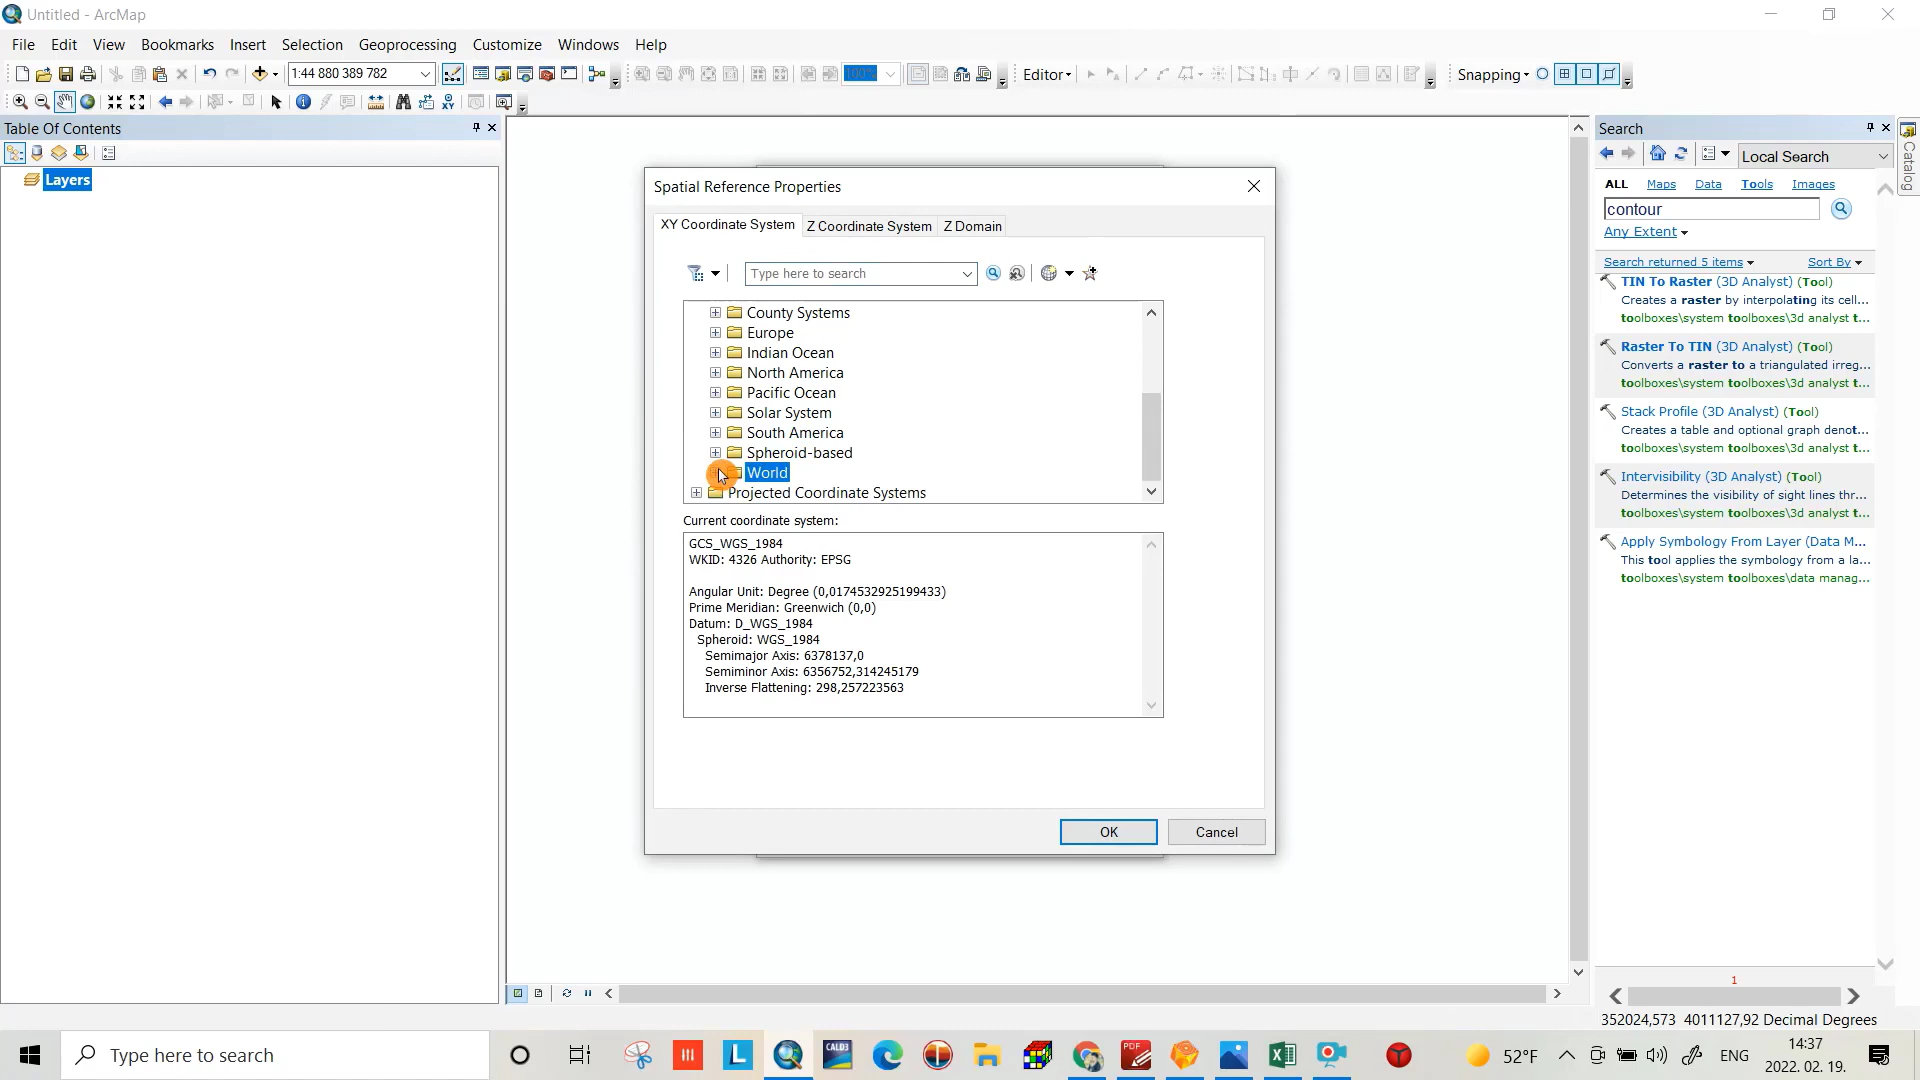 Untitled - ArcMap
File Edit View Bookmarks Insert Selection Geoprocessing Customize Windows Help
1:44 880 389 782
100%
Editor
Snapping
Table Of Contents
Layers
Spatial Reference Properties
XY Coordinate System
Z Coordinate System
Z Domain
Type here to search
County Systems
Europe
Indian Ocean
North America
Pacific Ocean
Solar System
South America
Spheroid-based
World
Projected Coordinate Systems
Current coordinate system:
GCS_WGS_1984
WKID: 4326 Authority: EPSG
Angular Unit: Degree (0,0174532925199433)
Prime Meridian: Greenwich (0,0)
Datum: D_WGS_1984
Spheroid: WGS_1984
Semimajor Axis: 6378137,0
Semiminor Axis: 6356752,314245179
Inverse Flattening: 298,257223563
OK
Cancel
Search
Catalog
Local Search
ALL Maps Data Tools Images
contour
Any Extent
Search returned 5 items
Sort By
TIN To Raster (3D Analyst) (Tool)
Creates a raster by interpolating its cell...
toolboxes\system toolboxes\3d analyst t...
Raster To TIN (3D Analyst) (Tool)
Converts a raster to a triangulated irreg...
toolboxes\system toolboxes\3d analyst t...
Stack Profile (3D Analyst) (Tool)
Creates a table and optional graph denot...
toolboxes\system toolboxes\3d analyst t...
Intervisibility (3D Analyst) (Tool)
Determines the visibility of sight lines thr...
toolboxes\system toolboxes\3d analyst t...
Apply Symbology From Layer (Data M...
This tool applies the symbology from a la...
toolboxes\system toolboxes\data manag...
1
352024,573 4011127,92 Decimal Degrees
Type here to search
L
CALD3
PDF
52°F
ENG
14:37
2022. 02. 19.